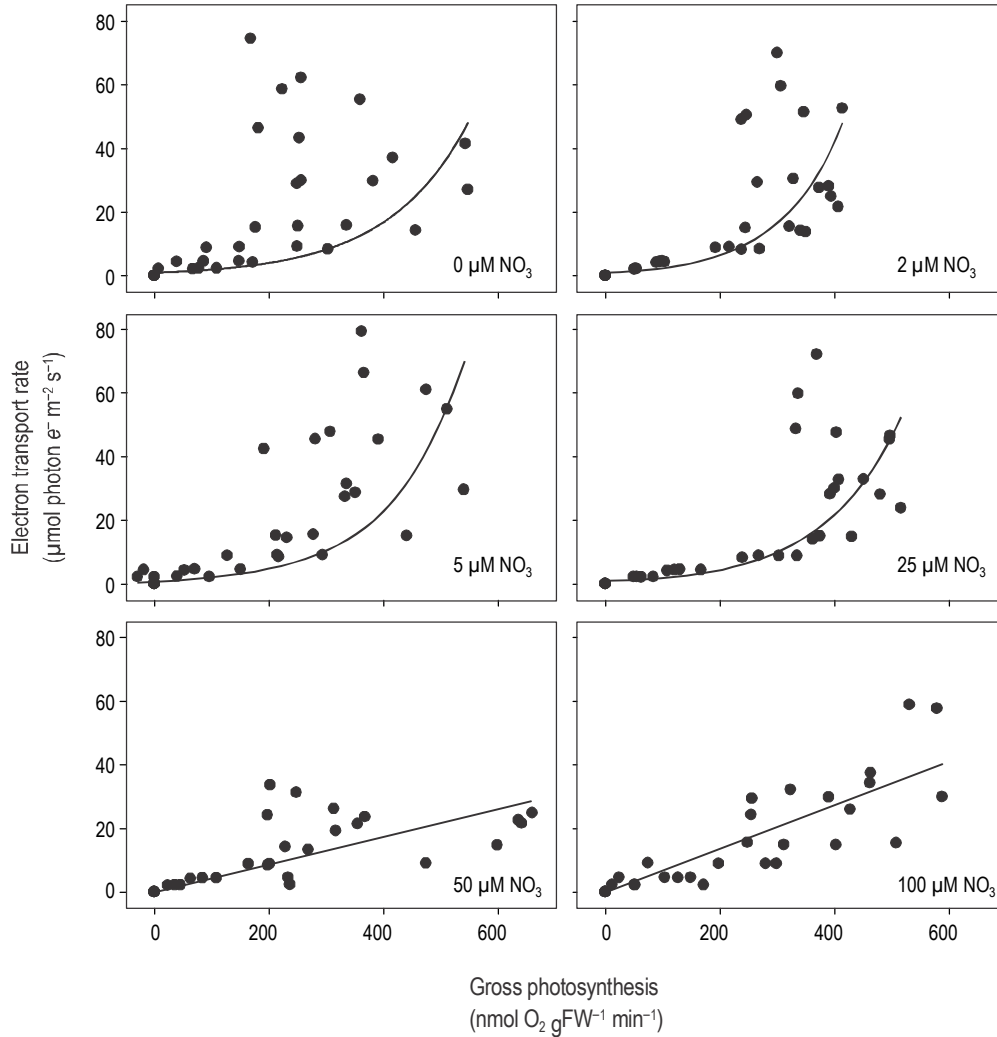 80
60
40
20
0
0 µM NO₃
2 µM NO₃
80
60
40
20
0
5 µM NO₃
25 µM NO₃
80
60
40
20
0
50 µM NO₃
100 µM NO₃
0 200 400 600
0 200 400 600
Electron transport rate
(µmol photon e⁻ m⁻² s⁻¹)
Gross photosynthesis
(nmol O₂ gFW⁻¹ min⁻¹)